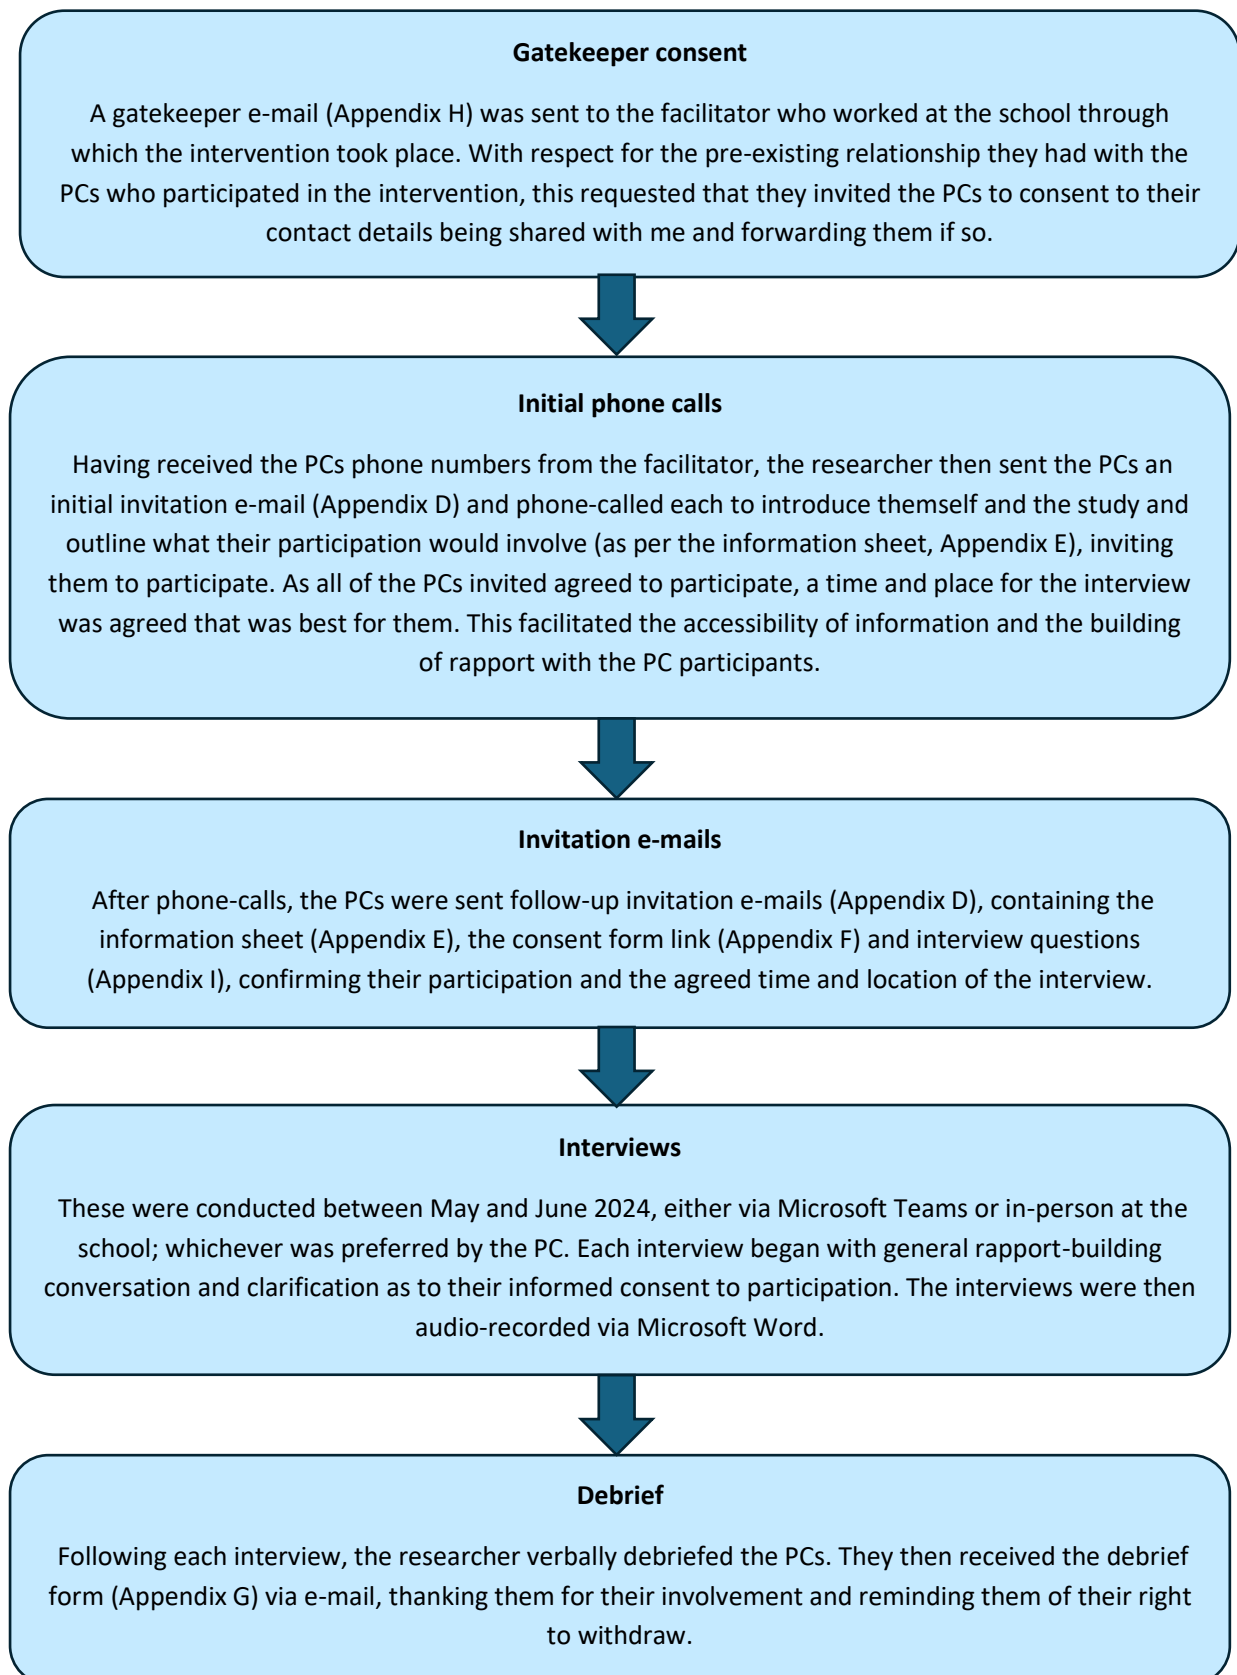 Gatekeeper consent
A gatekeeper e-mail (Appendix H) was sent to the facilitator who worked at the school through
which the intervention took place. With respect for the pre-existing relationship they had with the
PCs who participated in the intervention, this requested that they invited the PCs to consent to their
contact details being shared with me and forwarding them if so.
Initial phone calls
Having received the PCs phone numbers from the facilitator, the researcher then sent the PCs an
initial invitation e-mail (Appendix D) and phone-called each to introduce themself and the study and
outline what their participation would involve (as per the information sheet, Appendix E), inviting
them to participate. As all of the PCs invited agreed to participate, a time and place for the interview
was agreed that was best for them. This facilitated the accessibility of information and the building
of rapport with the PC participants.
Invitation e-mails
After phone-calls, the PCs were sent follow-up invitation e-mails (Appendix D), containing the
information sheet (Appendix E), the consent form link (Appendix F) and interview questions
(Appendix I), confirming their participation and the agreed time and location of the interview.
Interviews
These were conducted between May and June 2024, either via Microsoft Teams or in-person at the
school; whichever was preferred by the PC. Each interview began with general rapport-building
conversation and clarification as to their informed consent to participation. The interviews were then
audio-recorded via Microsoft Word.
Debrief
Following each interview, the researcher verbally debriefed the PCs. They then received the debrief
form (Appendix G) via e-mail, thanking them for their involvement and reminding them of their right
to withdraw.